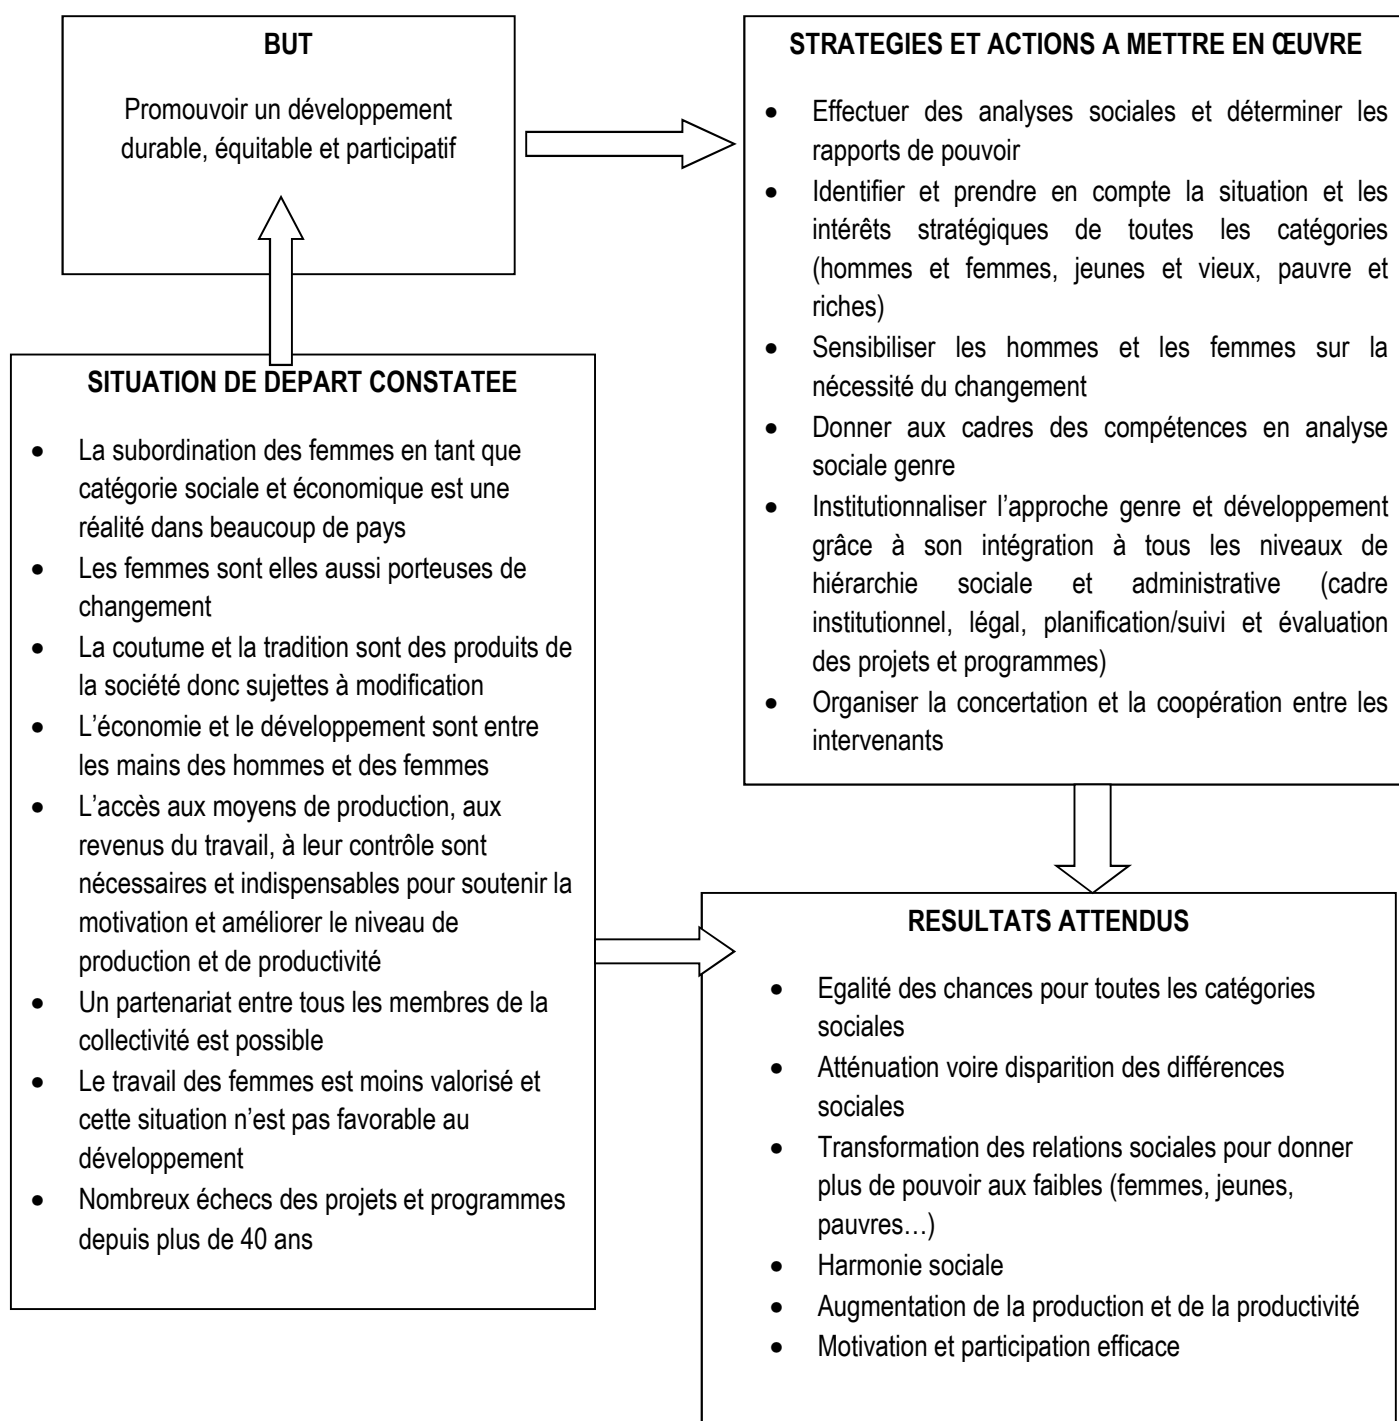 BUT
Promouvoir un développement
durable, équitable et participatif
STRATEGIES ET ACTIONS A METTRE EN ŒUVRE
• Effectuer des analyses sociales et déterminer les
rapports de pouvoir
• Identifier et prendre en compte la situation et les
intérêts stratégiques de toutes les catégories
(hommes et femmes, jeunes et vieux, pauvre et
riches)
• Sensibiliser les hommes et les femmes sur la
nécessité du changement
• Donner aux cadres des compétences en analyse
sociale genre
• Institutionnaliser l’approche genre et développement
grâce à son intégration à tous les niveaux de
hiérarchie sociale et administrative (cadre
institutionnel, légal, planification/suivi et évaluation
des projets et programmes)
• Organiser la concertation et la coopération entre les
intervenants
SITUATION DE DEPART CONSTATEE
• La subordination des femmes en tant que
catégorie sociale et économique est une
réalité dans beaucoup de pays
• Les femmes sont elles aussi porteuses de
changement
• La coutume et la tradition sont des produits de
la société donc sujettes à modification
• L’économie et le développement sont entre
les mains des hommes et des femmes
• L’accès aux moyens de production, aux
revenus du travail, à leur contrôle sont
nécessaires et indispensables pour soutenir la
motivation et améliorer le niveau de
production et de productivité
• Un partenariat entre tous les membres de la
collectivité est possible
• Le travail des femmes est moins valorisé et
cette situation n’est pas favorable au
développement
• Nombreux échecs des projets et programmes
depuis plus de 40 ans
RESULTATS ATTENDUS
• Egalité des chances pour toutes les catégories
sociales
• Atténuation voire disparition des différences
sociales
• Transformation des relations sociales pour donner
plus de pouvoir aux faibles (femmes, jeunes,
pauvres…)
• Harmonie sociale
• Augmentation de la production et de la productivité
• Motivation et participation efficace